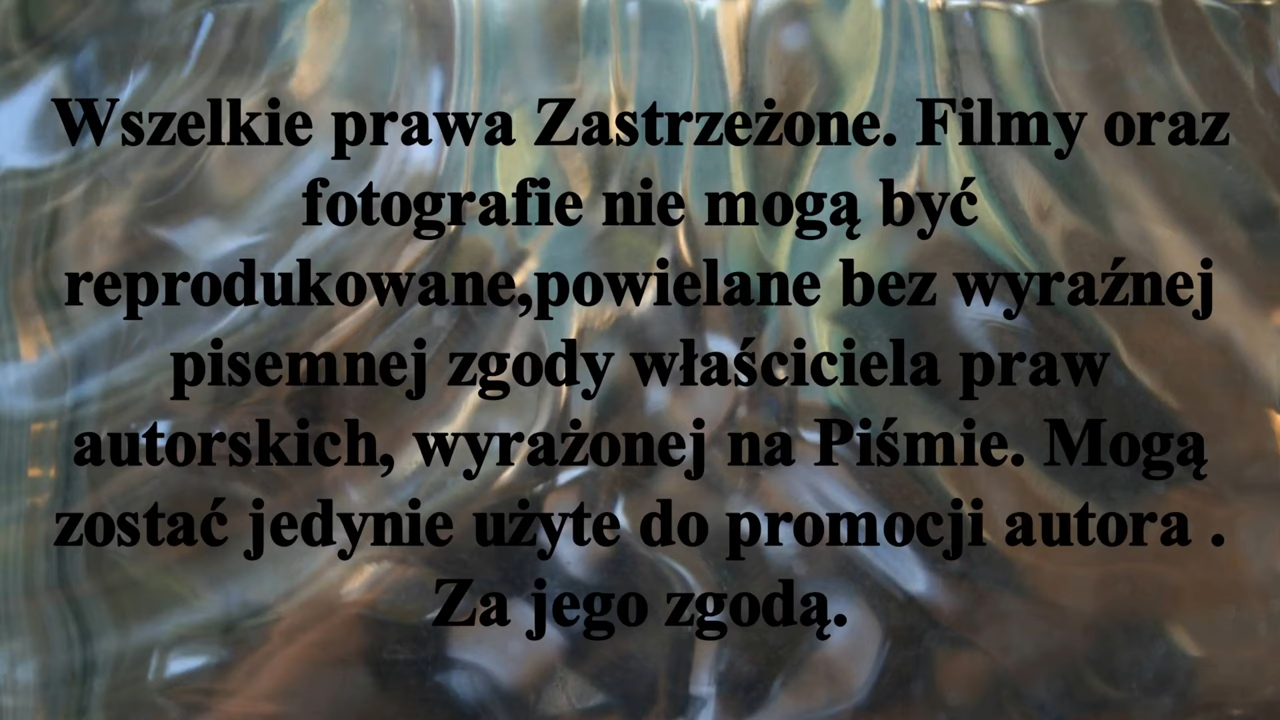 Wszelkie prawa Zastrzeżone. Filmy oraz
fotografie nie mogą być
reprodukowane,powielane bez wyraźnej
pisemnej zgody właściciela praw
autorskich, wyrażonej na Piśmie. Mogą
zostać jedynie użyte do promocji autora .
Za jego zgodą.